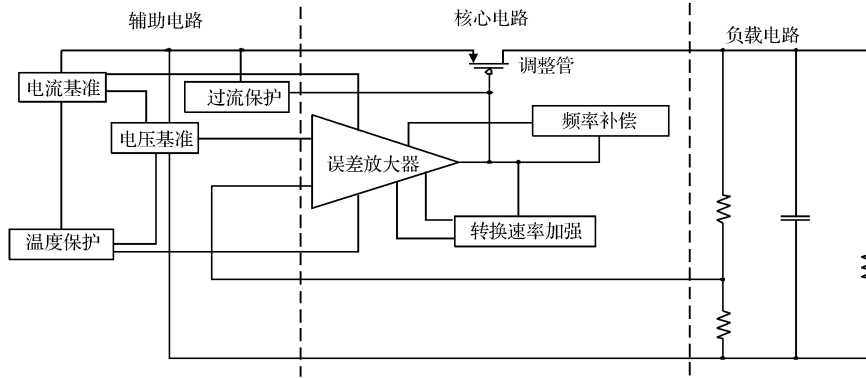 辅助电路
核心电路
负载电路
调整管
电流基准
过流保护
频率补偿
电压基准
误差放大器
转换速率加强
温度保护